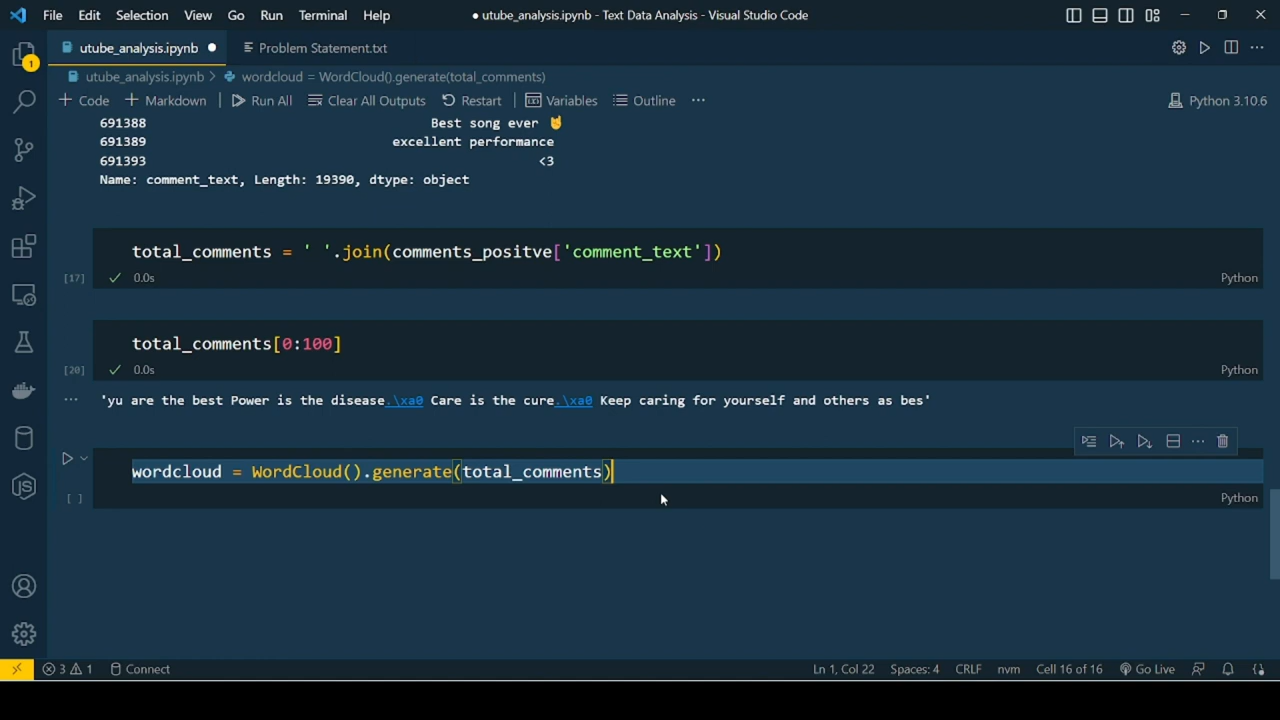 File Edit Selection View Go Run Terminal Help
● utube_analysis.ipynb - Text Data Analysis - Visual Studio Code
utube_analysis.ipynb ● Problem Statement.txt
utube_analysis.ipynb > wordcloud = WordCloud().generate(total_comments)
+ Code + Markdown | Run All Clear All Outputs Restart | Variables Outline ··· Python 3.10.6
1
691388 Best song ever 🤘
691389 excellent performance
691393 <3
Name: comment_text, Length: 19390, dtype: object
total_comments = ' '.join(comments_positve['comment_text'])
[17] ✓ 0.0s Python
total_comments[0:100]
[20] ✓ 0.0s Python
··· 'yu are the best Power is the disease.\xa0 Care is the cure.\xa0 Keep caring for yourself and others as bes'
wordcloud = WordCloud().generate(total_comments)
[ ] Python
3 1 Connect Ln 1, Col 22 Spaces: 4 CRLF nvm Cell 16 of 16 Go Live